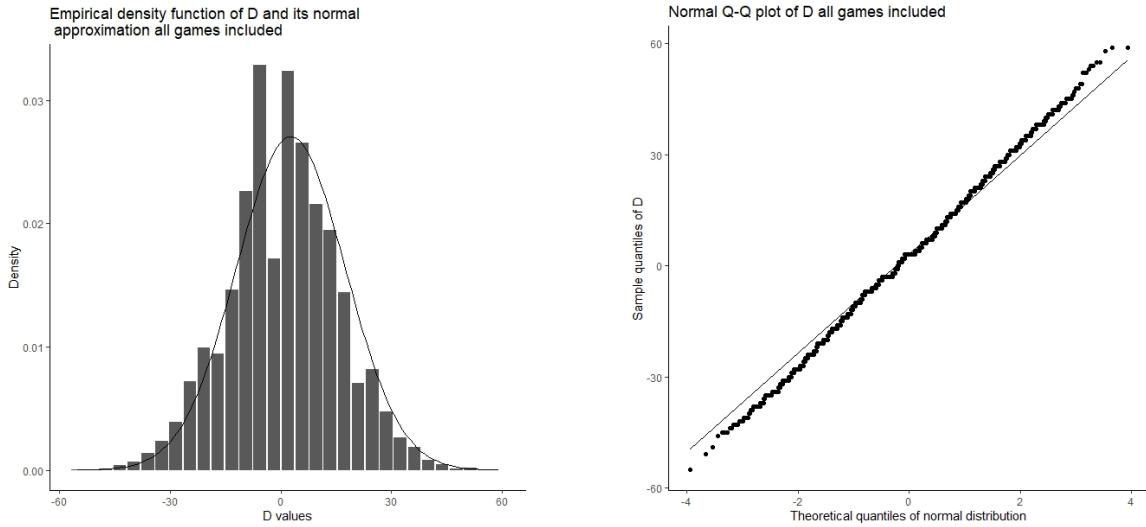 Empirical density function of D and its normal
approximation all games included
0.03
0.02
0.01
0.00
Density
-60
-30
0
30
60
D values
Normal Q-Q plot of D all games included
60
30
0
-30
-60
Sample quantiles of D
-4
-2
0
2
4
Theoretical quantiles of normal distribution